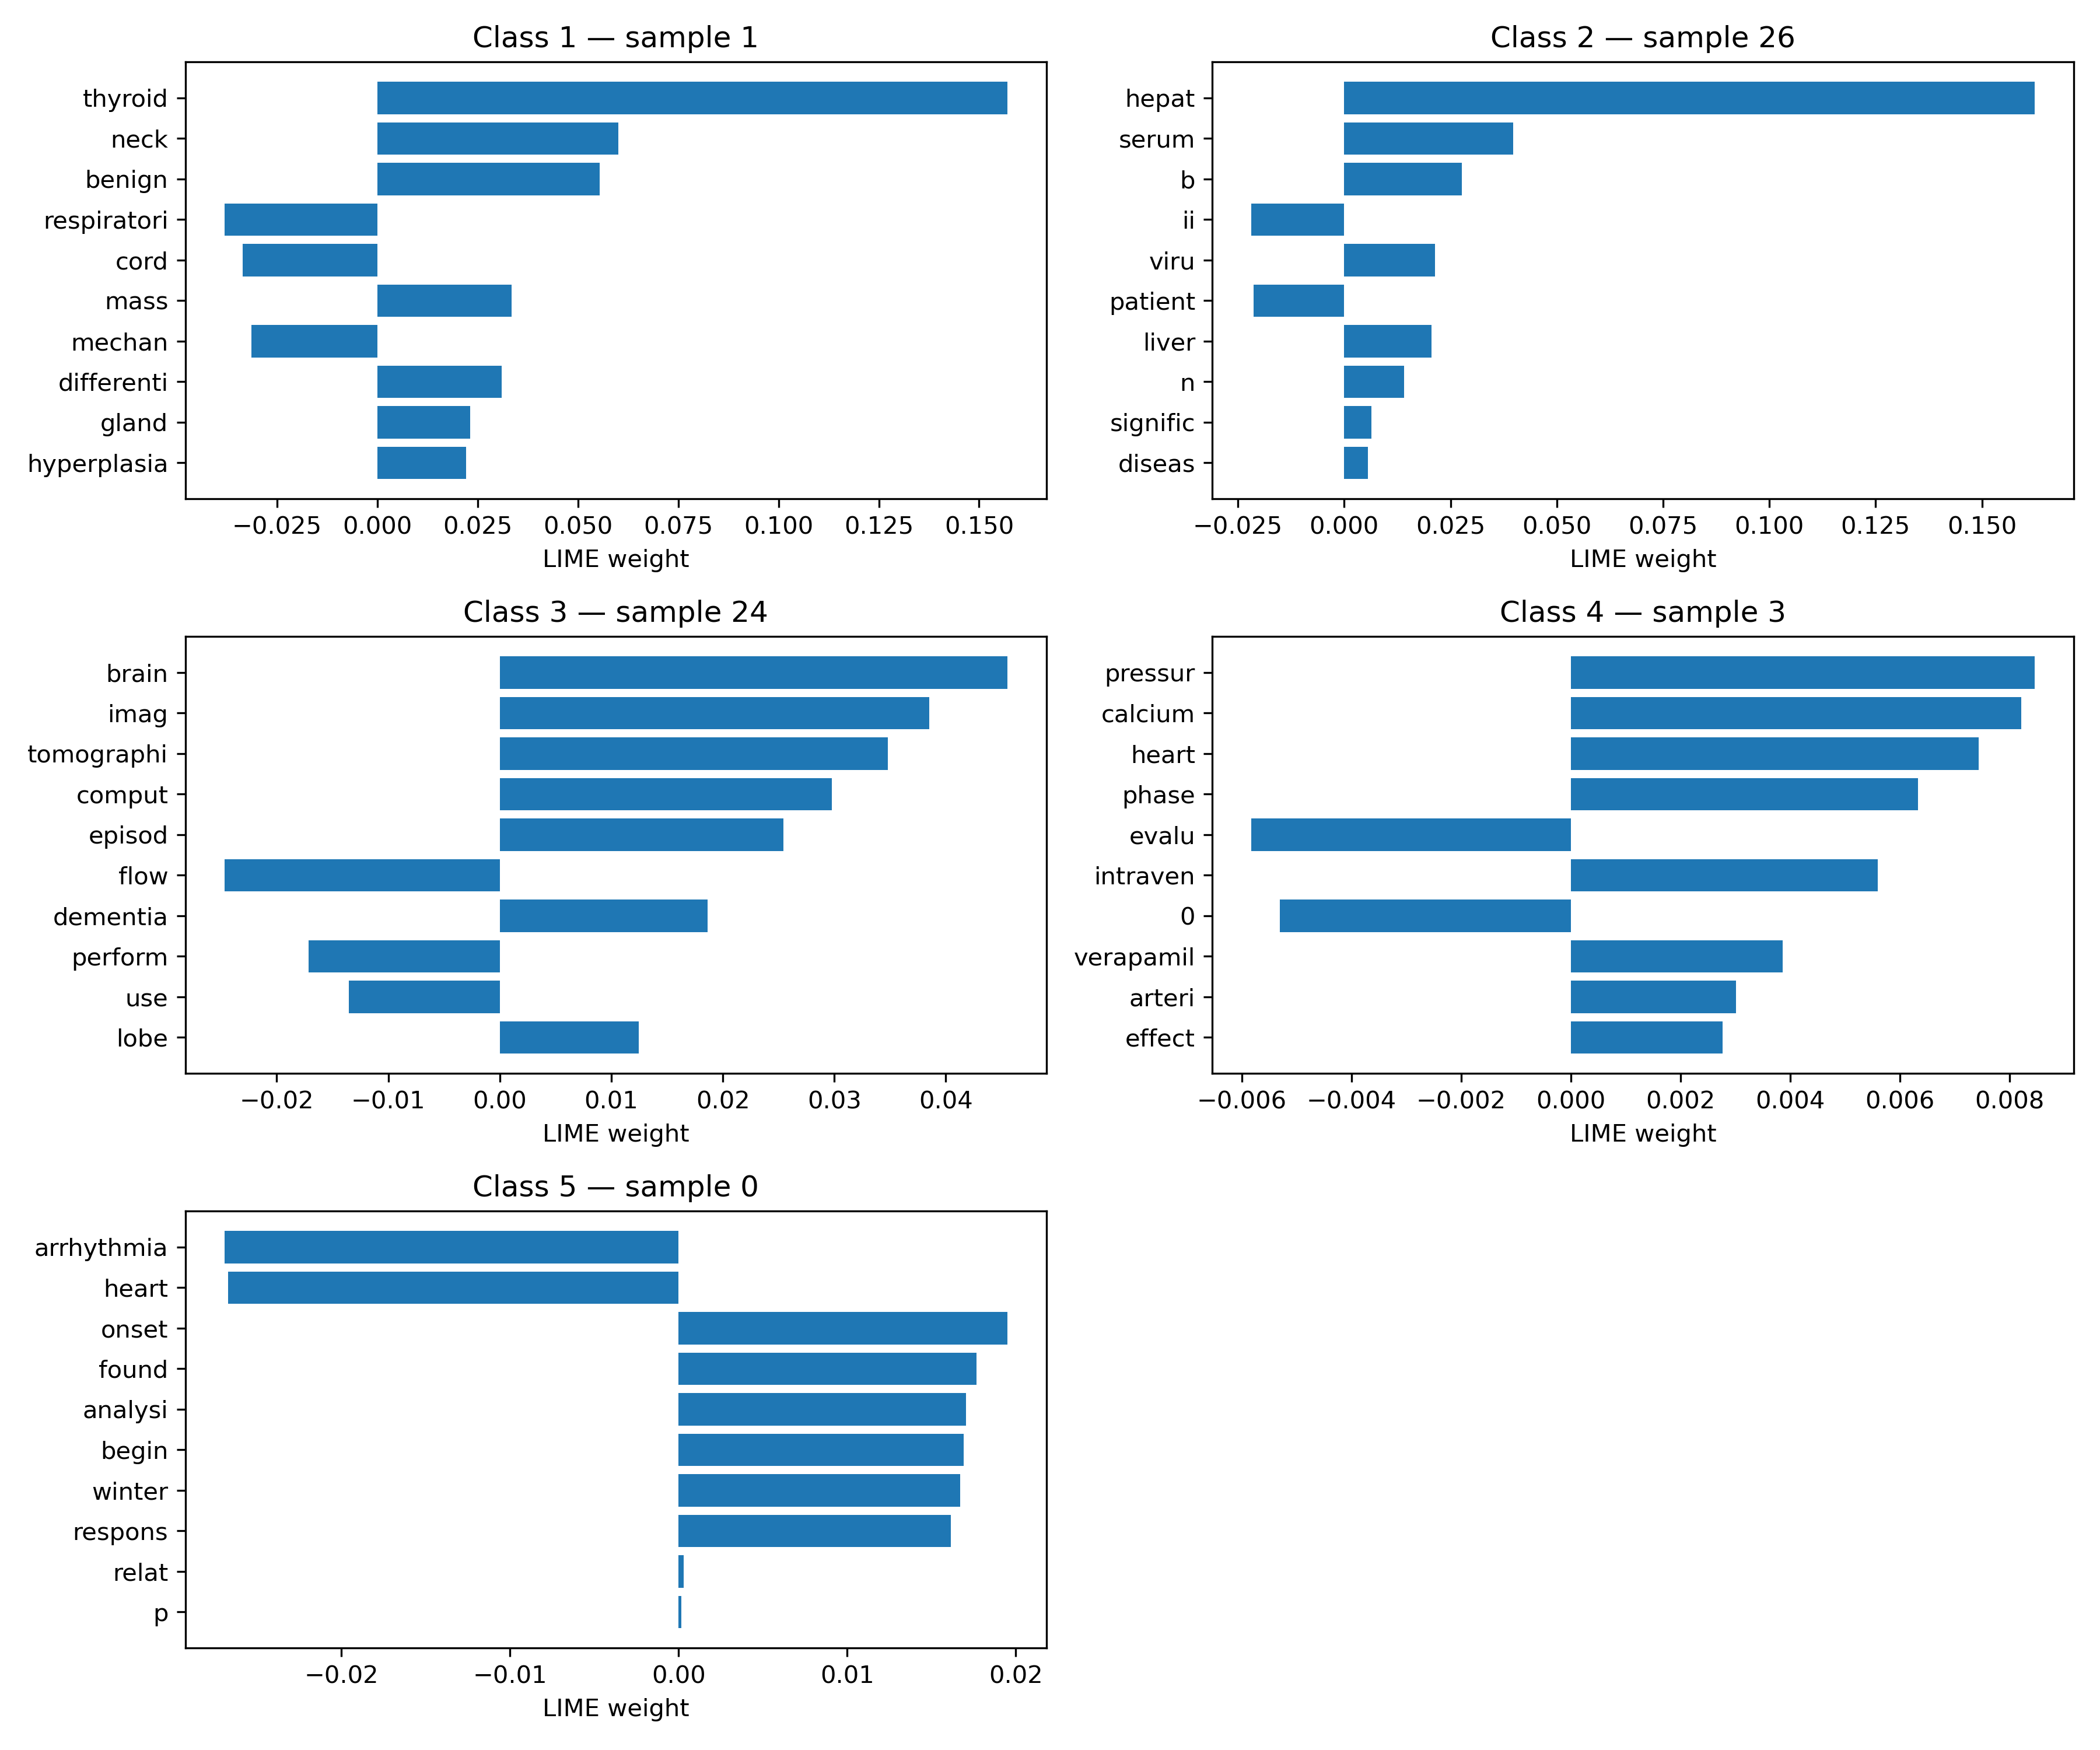 Class 1 — sample 1
thyroid
neck
benign
respiratori
cord
mass
mechan
differenti
gland
hyperplasia
−0.025 0.000 0.025 0.050 0.075 0.100 0.125 0.150
LIME weight
Class 2 — sample 26
hepat
serum
b
ii
viru
patient
liver
n
signific
diseas
−0.025 0.000 0.025 0.050 0.075 0.100 0.125 0.150
LIME weight
Class 3 — sample 24
brain
imag
tomographi
comput
episod
flow
dementia
perform
use
lobe
−0.02 −0.01 0.00 0.01 0.02 0.03 0.04
LIME weight
Class 4 — sample 3
pressur
calcium
heart
phase
evalu
intraven
0
verapamil
arteri
effect
−0.006 −0.004 −0.002 0.000 0.002 0.004 0.006 0.008
LIME weight
Class 5 — sample 0
arrhythmia
heart
onset
found
analysi
begin
winter
respons
relat
p
−0.02 −0.01 0.00 0.01 0.02
LIME weight